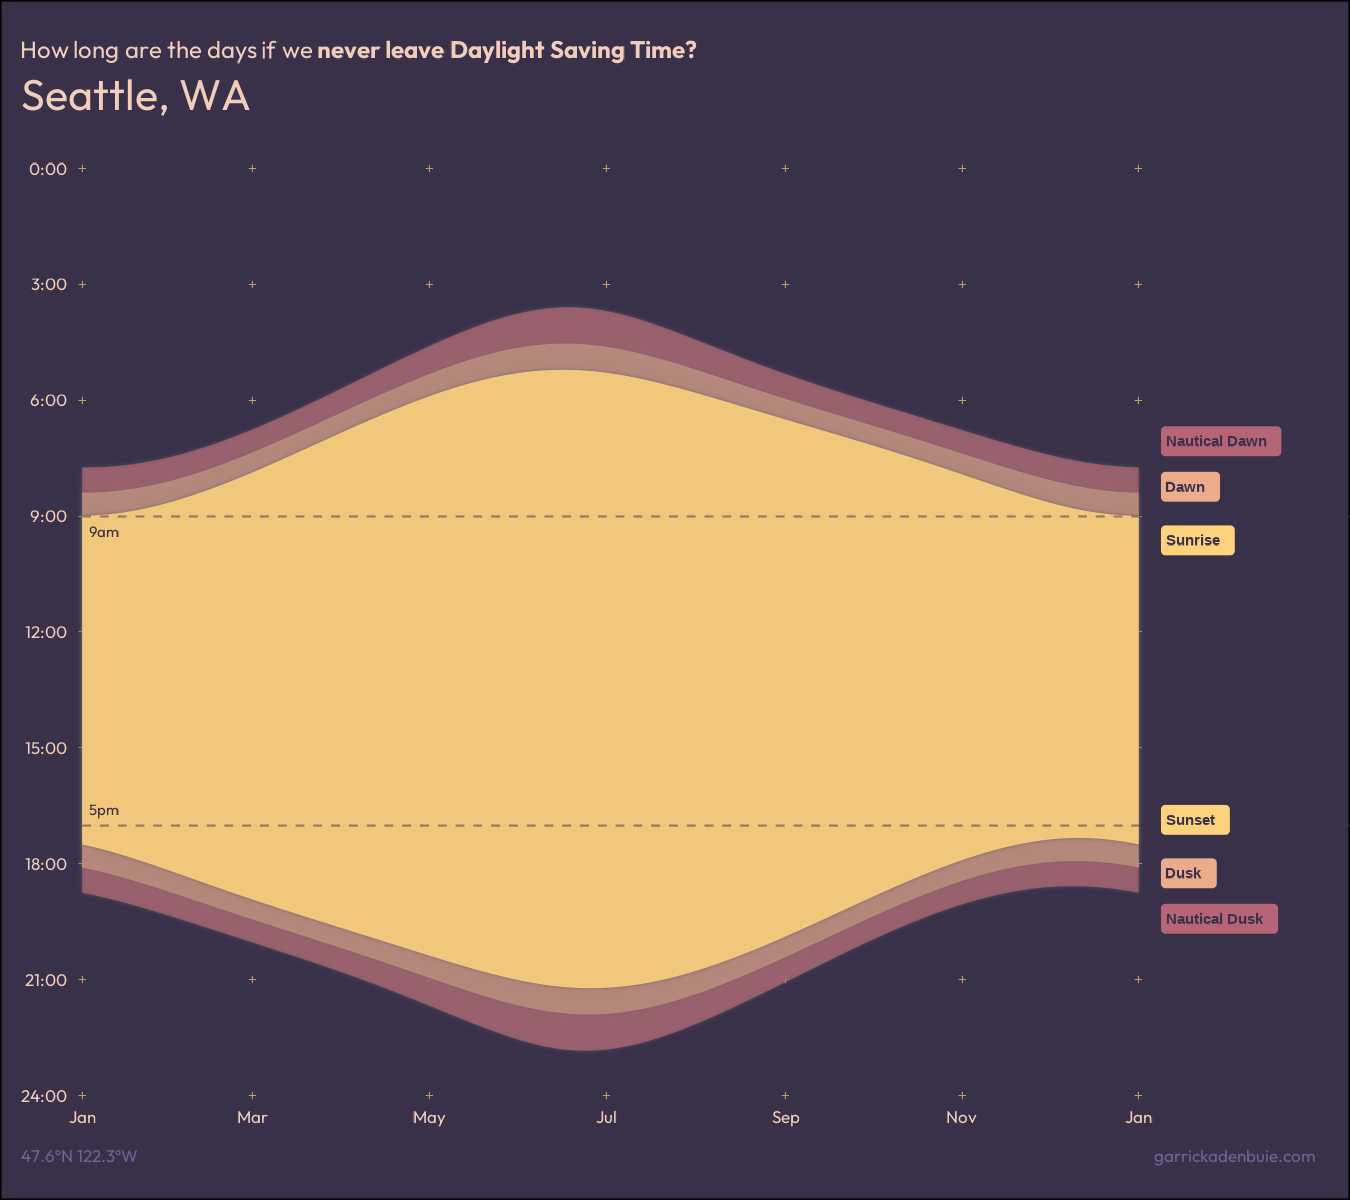 How long are the days if we never leave Daylight Saving Time?
Seattle, WA
0:00
3:00
6:00
Nautical Dawn
Dawn
9:00
9am
Sunrise
12:00
15:00
5pm
Sunset
18:00
Dusk
Nautical Dusk
21:00
24:00
Jan Mar May Jul Sep Nov Jan
47.6°N 122.3°W garrickadenbuie.com